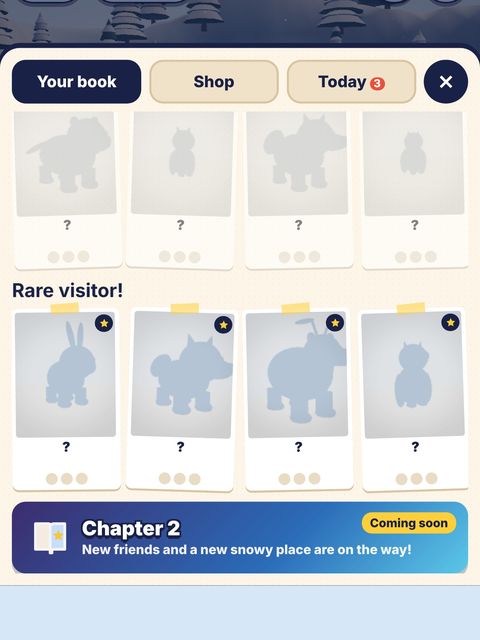 Your book
Shop
Today 3
?
?
?
?
Rare visitor!
?
?
?
?
Chapter 2
Coming soon
New friends and a new snowy place are on the way!